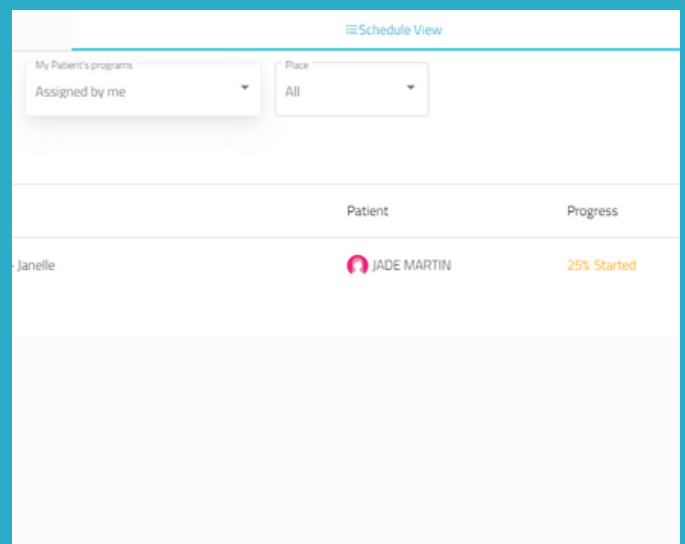 Schedule View
My Patient's programs
Assigned by me
Place
All
Patient
Progress
- Janelle
JADE MARTIN
25% Started